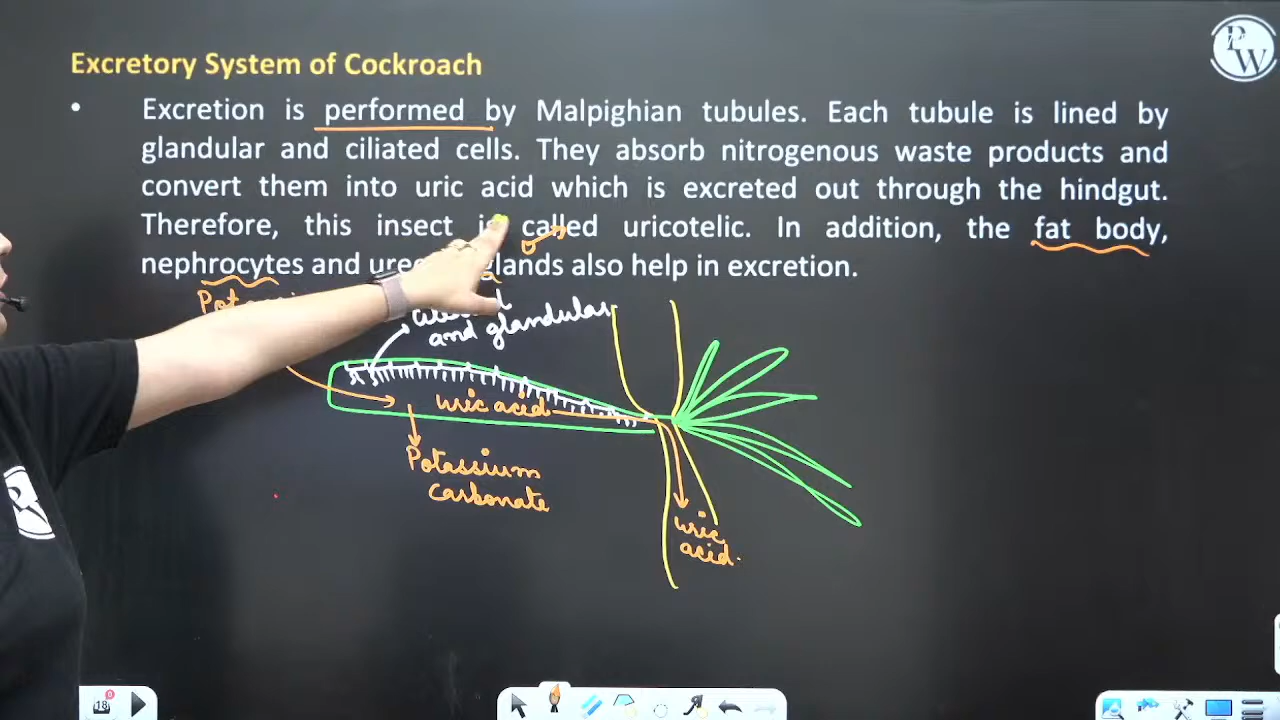 Excretory System of Cockroach
PW
• Excretion is performed by Malpighian tubules. Each tubule is lined by
glandular and ciliated cells. They absorb nitrogenous waste products and
convert them into uric acid which is excreted out through the hindgut.
Therefore, this insect is called uricotelic. In addition, the fat body,
nephrocytes and glands also help in excretion.
and glandular
uric acid
Potassium
carbonate
uric
acid.
18